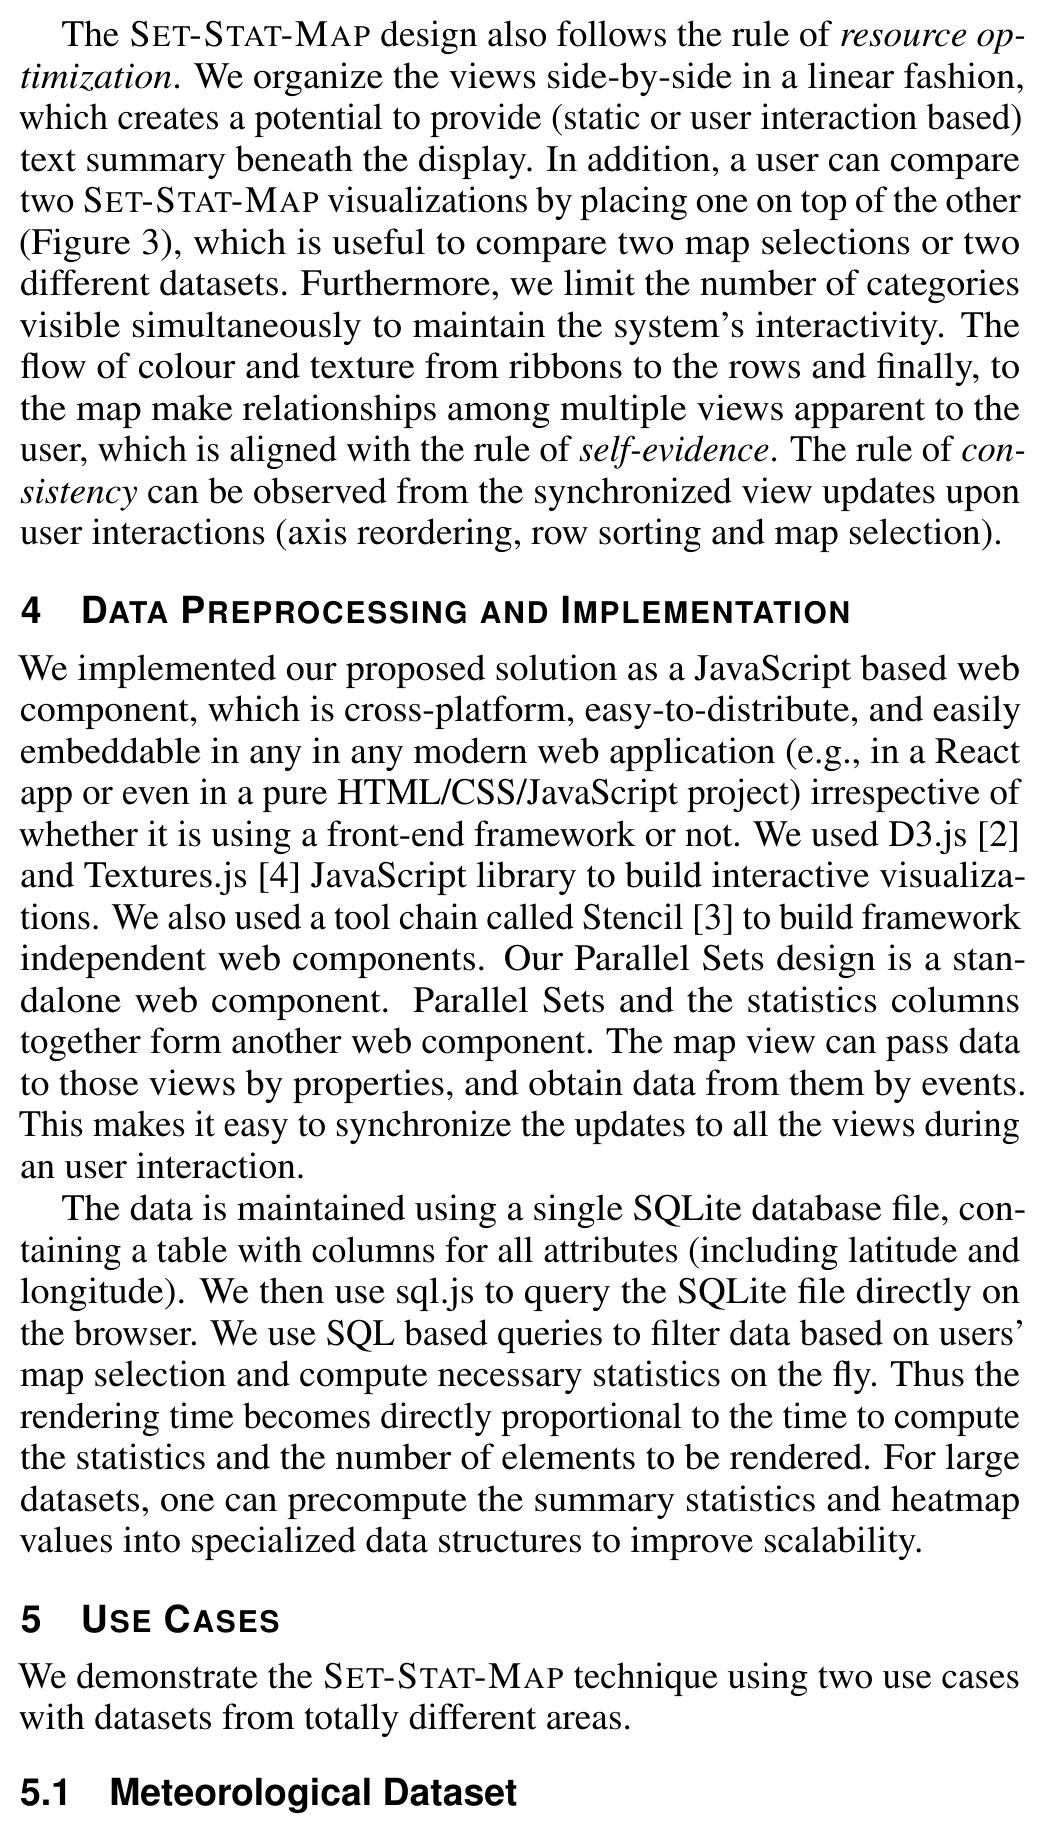 The SET-STAT-MAP design also follows the rule of resource op-
timization. We organize the views side-by-side in a linear fashion,
which creates a potential to provide (static or user interaction based)
text summary beneath the display. In addition, a user can compare
two SET-STAT-MAP visualizations by placing one on top of the other
(Figure 3), which is useful to compare two map selections or two
different datasets. Furthermore, we limit the number of categories
visible simultaneously to maintain the system's interactivity. The
flow of colour and texture from ribbons to the rows and finally, to
the map make relationships among multiple views apparent to the
user, which is aligned with the rule of self-evidence. The rule of con-
sistency can be observed from the synchronized view updates upon
user interactions (axis reordering, row sorting and map selection).
4 DATA PREPROCESSING AND IMPLEMENTATION
We implemented our proposed solution as a JavaScript based web
component, which is cross-platform, easy-to-distribute, and easily
embeddable in any in any modern web application (e.g., in a React
app or even in a pure HTML/CSS/JavaScript project) irrespective of
whether it is using a front-end framework or not. We used D3.js [2]
and Textures.js [4] JavaScript library to build interactive visualiza-
tions. We also used a tool chain called Stencil [3] to build framework
independent web components. Our Parallel Sets design is a stan-
dalone web component. Parallel Sets and the statistics columns
together form another web component. The map view can pass data
to those views by properties, and obtain data from them by events.
This makes it easy to synchronize the updates to all the views during
an user interaction.
The data is maintained using a single SQLite database file, con-
taining a table with columns for all attributes (including latitude and
longitude). We then use sql.js to query the SQLite file directly on
the browser. We use SQL based queries to filter data based on users'
map selection and compute necessary statistics on the fly. Thus the
rendering time becomes directly proportional to the time to compute
the statistics and the number of elements to be rendered. For large
datasets, one can precompute the summary statistics and heatmap
values into specialized data structures to improve scalability.
5 USE CASES
We demonstrate the SET-STAT-MAP technique using two use cases
with datasets from totally different areas.
5.1 Meteorological Dataset